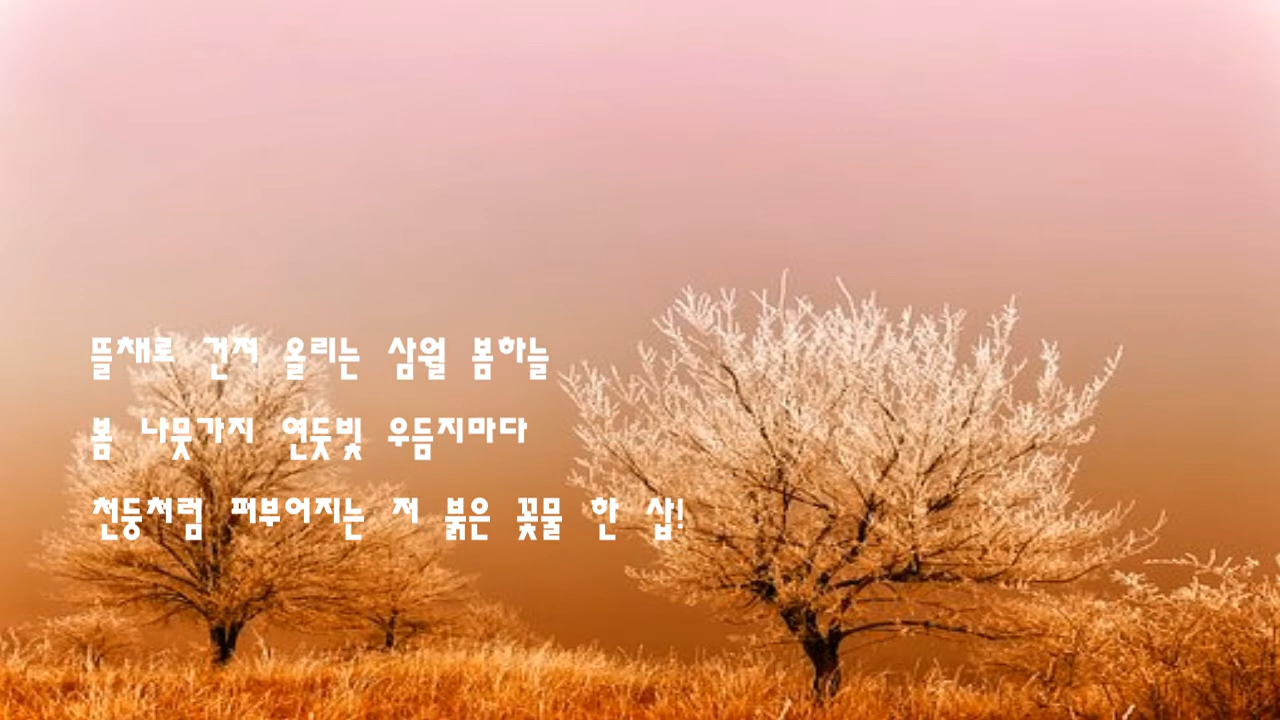 뜰채로 건져 올리는 삼월 봄하늘
봄 나뭇가지 연둣빛 우듬지마다
천둥처럼 퍼부어지는 저 붉은 꽃물 한 삽!